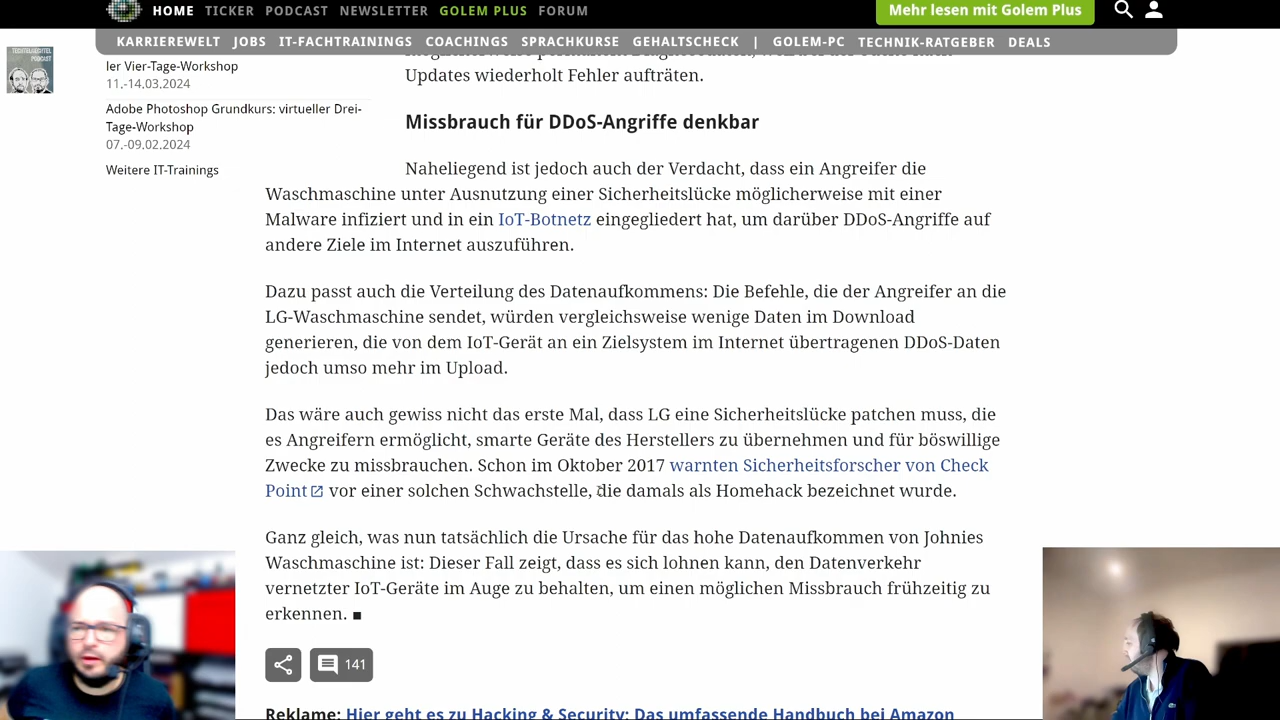 HOME TICKER PODCAST NEWSLETTER GOLEM PLUS FORUM
Mehr lesen mit Golem Plus
KARRIEREWELT JOBS IT-FACHTRAININGS COACHINGS SPRACHKURSE GEHALTSCHECK | GOLEM-PC TECHNIK-RATGEBER DEALS
TECHTELMECHTEL
PODCAST
ler Vier-Tage-Workshop
11.-14.03.2024
Adobe Photoshop Grundkurs: virtueller Drei-
Tage-Workshop
07.-09.02.2024
Weitere IT-Trainings
Updates wiederholt Fehler aufträten.
Missbrauch für DDoS-Angriffe denkbar
Naheliegend ist jedoch auch der Verdacht, dass ein Angreifer die
Waschmaschine unter Ausnutzung einer Sicherheitslücke möglicherweise mit einer
Malware infiziert und in ein IoT-Botnetz eingegliedert hat, um darüber DDoS-Angriffe auf
andere Ziele im Internet auszuführen.
Dazu passt auch die Verteilung des Datenaufkommens: Die Befehle, die der Angreifer an die
LG-Waschmaschine sendet, würden vergleichsweise wenige Daten im Download
generieren, die von dem IoT-Gerät an ein Zielsystem im Internet übertragenen DDoS-Daten
jedoch umso mehr im Upload.
Das wäre auch gewiss nicht das erste Mal, dass LG eine Sicherheitslücke patchen muss, die
es Angreifern ermöglicht, smarte Geräte des Herstellers zu übernehmen und für böswillige
Zwecke zu missbrauchen. Schon im Oktober 2017 warnten Sicherheitsforscher von Check
Point vor einer solchen Schwachstelle, die damals als Homehack bezeichnet wurde.
Ganz gleich, was nun tatsächlich die Ursache für das hohe Datenaufkommen von Johnies
Waschmaschine ist: Dieser Fall zeigt, dass es sich lohnen kann, den Datenverkehr
vernetzter IoT-Geräte im Auge zu behalten, um einen möglichen Missbrauch frühzeitig zu
erkennen. ■
141
Reklame: Hier geht es zu Hacking & Security: Das umfassende Handbuch bei Amazon